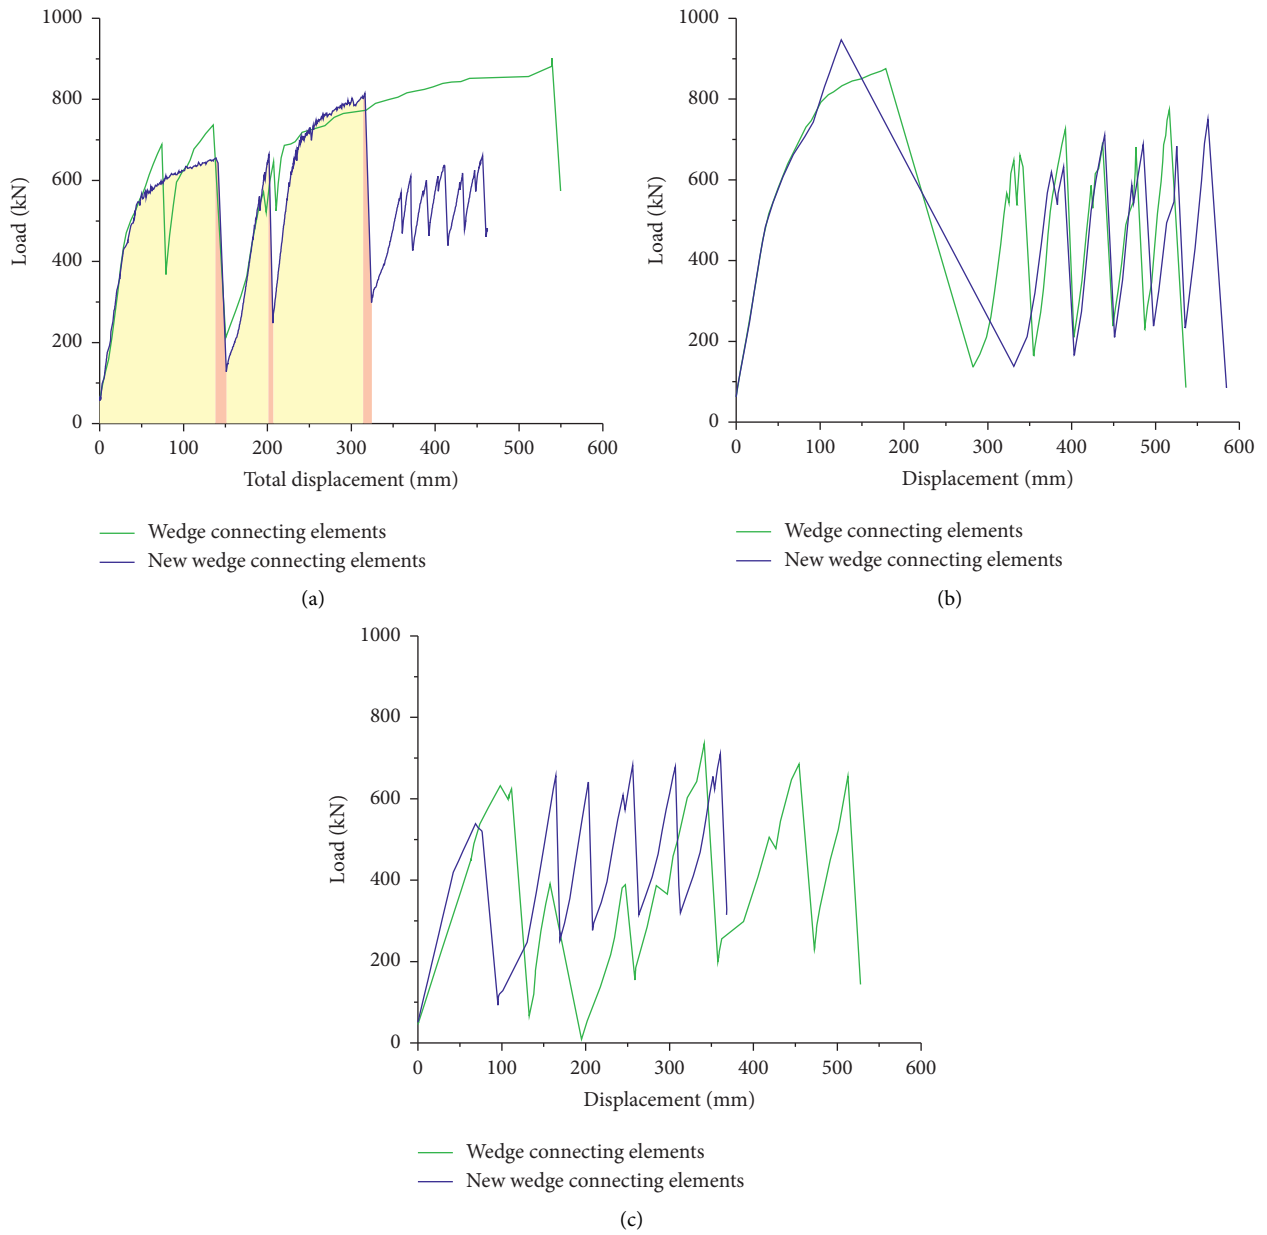 1000
800
600
400
200
0
Load (kN)
0 100 200 300 400 500 600
Total displacement (mm)
Wedge connecting elements
New wedge connecting elements
(a)
1000
800
600
400
200
0
Load (kN)
0 100 200 300 400 500 600
Displacement (mm)
Wedge connecting elements
New wedge connecting elements
(b)
1000
800
600
400
200
0
Load (kN)
0 100 200 300 400 500 600
Displacement (mm)
Wedge connecting elements
New wedge connecting elements
(c)